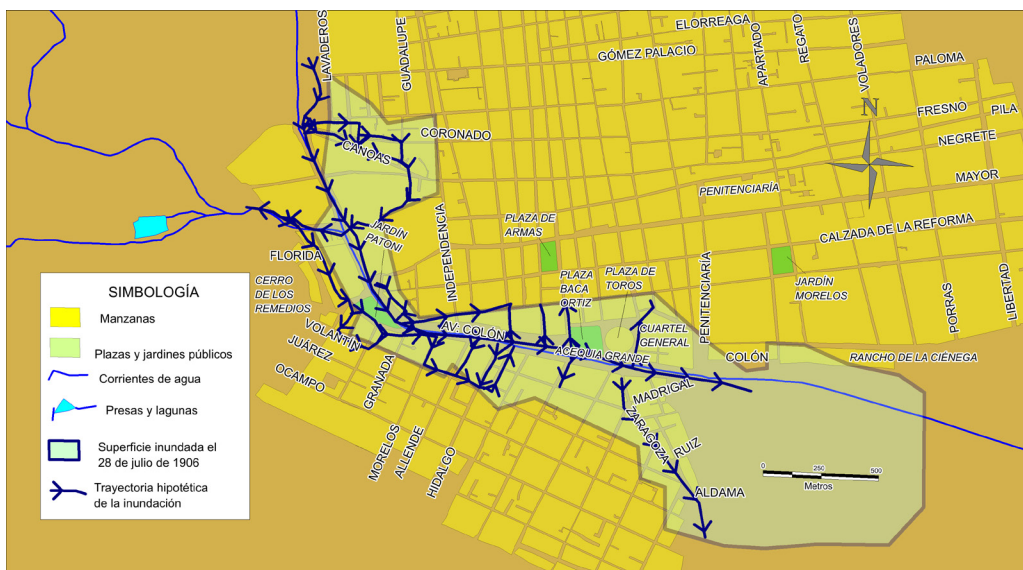 LAVADEROS
GUADALUPE
ELORREAGA
GÓMEZ PALACIO
APARTADO
REGATO
VOLADORES
PALOMA
FRESNO
PILA
NEGRETE
N
CORONADO
CANOAS
MAYOR
PENITENCIARÍA
CALZADA DE LA REFORMA
JARDÍN
PATONI
INDEPENDENCIA
PLAZA DE
ARMAS
FLORIDA
PLAZA
BACA
ORTIZ
PLAZA DE
TOROS
PENITENCIARÍA
JARDÍN
MORELOS
PORRAS
LIBERTAD
CERRO
DE LOS
REMEDIOS
VOLANTÍN
JUÁREZ
OCAMPO
GRANADA
AV. COLÓN
ACEQUIA GRANDE
CUARTEL
GENERAL
COLÓN
RANCHO DE LA CIÉNEGA
MADRIGAL
ZARAGOZA
RUIZ
ALDAMA
MORELOS
ALLENDE
HIDALGO
0 250 500
Metros
SIMBOLOGÍA
Manzanas
Plazas y jardines públicos
Corrientes de agua
Presas y lagunas
Superficie inundada el
28 de julio de 1906
Trayectoria hipotética
de la inundación